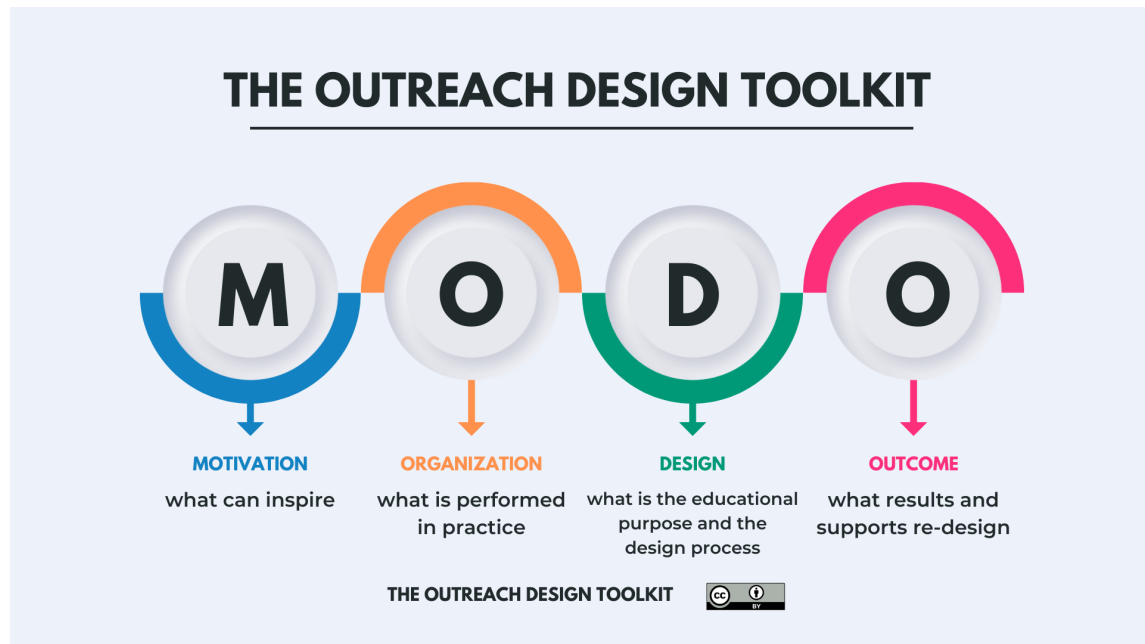 THE OUTREACH DESIGN TOOLKIT
M O D O
MOTIVATION
what can inspire
ORGANIZATION
what is performed
in practice
DESIGN
what is the educational
purpose and the
design process
OUTCOME
what results and
supports re-design
THE OUTREACH DESIGN TOOLKIT
cc
BY